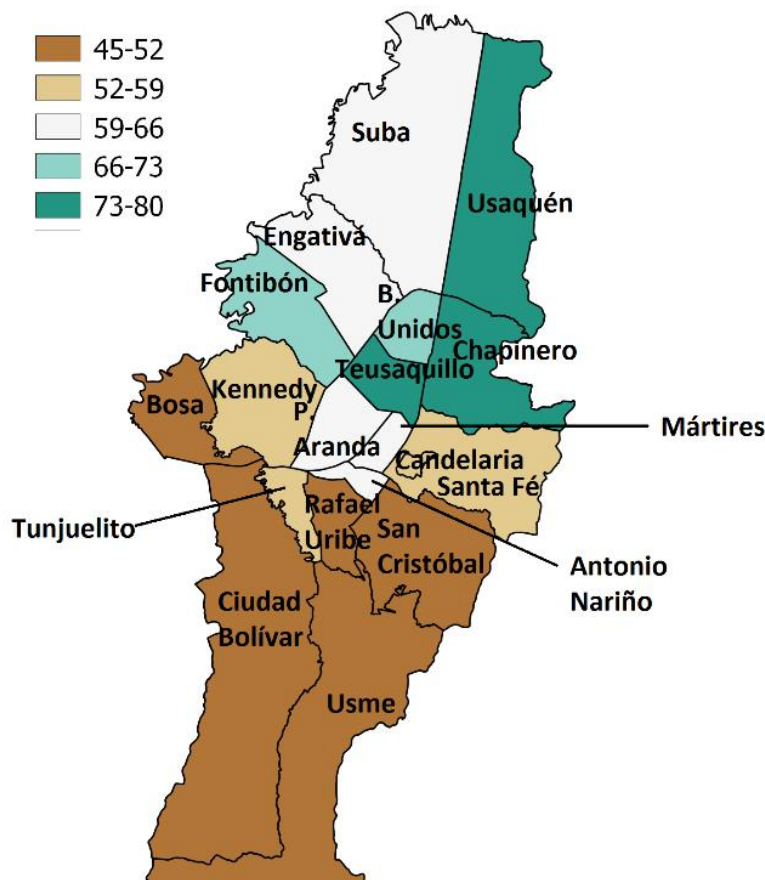 45-52
52-59
59-66
66-73
73-80
Suba
Usaquén
Engativá
Fontibón
B.
Unidos
Chapinero
Teusaquillo
Kennedy
Bosa
P.
Aranda
Mártires
Candelaria
Santa Fé
Tunjuelito
Rafael
Uribe
San
Cristóbal
Antonio
Nariño
Ciudad
Bolívar
Usme